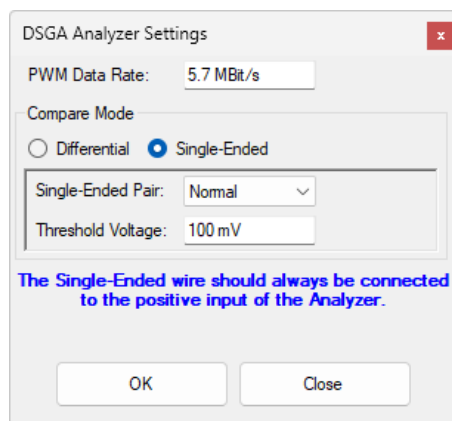 DSGA Analyzer Settings x
PWM Data Rate: 5.7 MBit/s
Compare Mode
Differential Single-Ended
Single-Ended Pair: Normal
Threshold Voltage: 100 mV
The Single-Ended wire should always be connected
to the positive input of the Analyzer.
OK Close